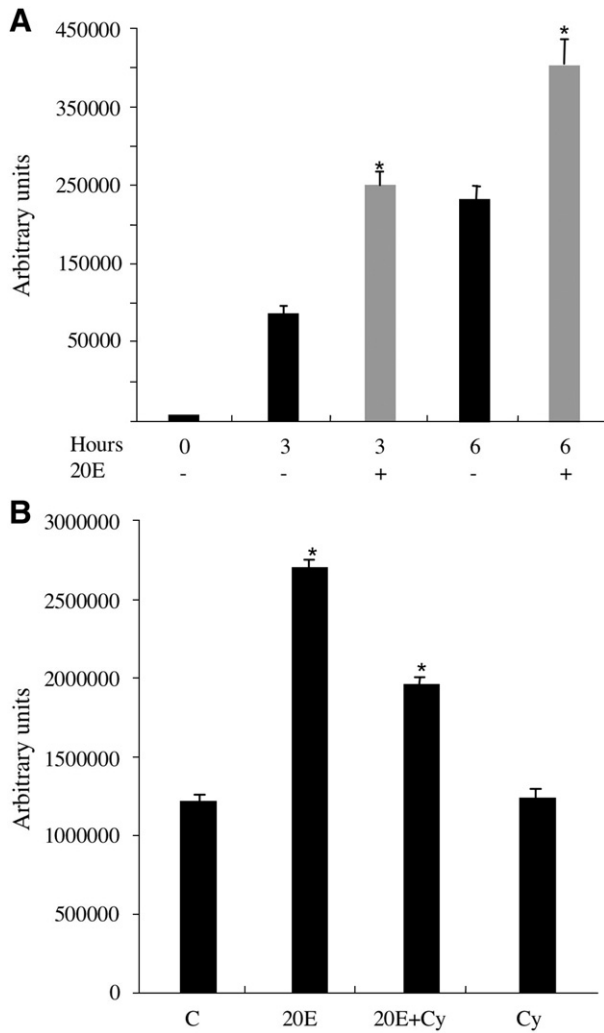 A
450000
*
350000
*
250000
Arbitrary units
150000
50000
Hours 0 3 3 6 6
20E - - + - +
B
3000000
*
2500000
*
2000000
Arbitrary units
1500000
1000000
500000
0
C 20E 20E+Cy Cy